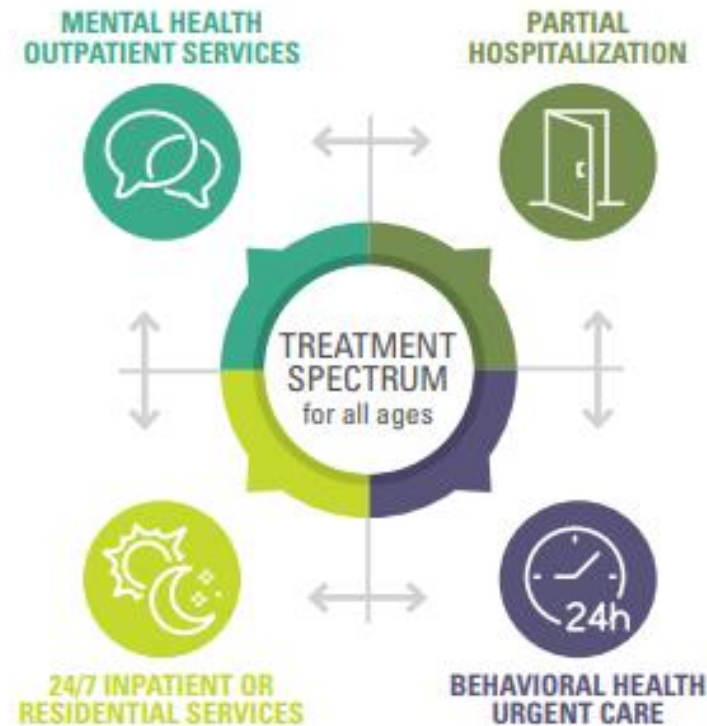 MENTAL HEALTH
OUTPATIENT SERVICES
PARTIAL
HOSPITALIZATION
TREATMENT
SPECTRUM
for all ages
24h
24/7 INPATIENT OR
RESIDENTIAL SERVICES
BEHAVIORAL HEALTH
URGENT CARE